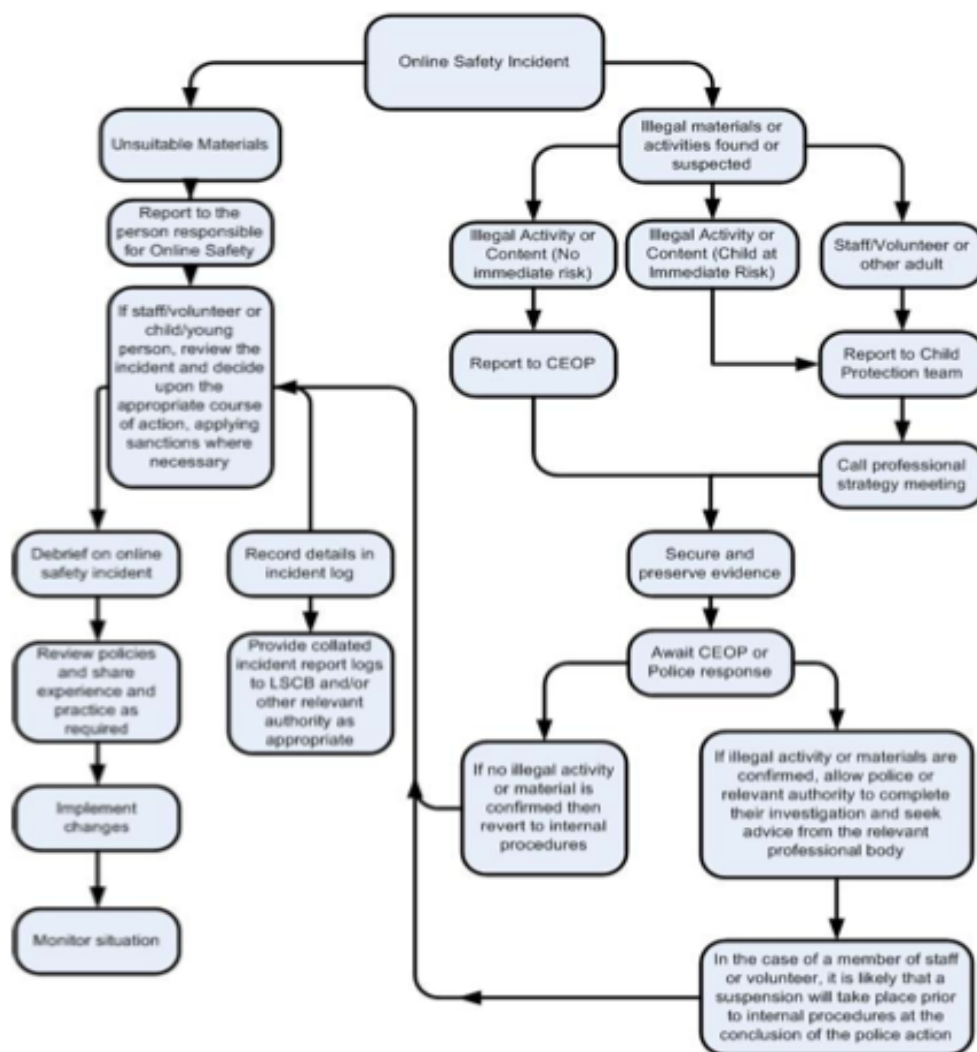 Online Safety Incident
Unsuitable Materials
Report to the
person responsible
for Online Safety
If staff/volunteer or
child/young
person, review the
incident and decide
upon the
appropriate course
of action, applying
sanctions where
necessary
Debrief on online
safety incident
Review policies
and share
experience and
practice as
required
Implement
changes
Monitor situation
Record details in
incident log
Provide collated
incident report logs
to LSCB and/or
other relevant
authority as
appropriate
Illegal materials or
activities found or
suspected
Illegal Activity or
Content (No
immediate risk)
Illegal Activity or
Content (Child at
Immediate Risk)
Staff/Volunteer or
other adult
Report to CEOP
Report to Child
Protection team
Call professional
strategy meeting
Secure and
preserve evidence
Await CEOP or
Police response
If no illegal activity
or material is
confirmed then
revert to internal
procedures
If illegal activity or materials are
confirmed, allow police or
relevant authority to complete
their investigation and seek
advice from the relevant
professional body
In the case of a member of staff
or volunteer, it is likely that a
suspension will take place prior
to internal procedures at the
conclusion of the police action